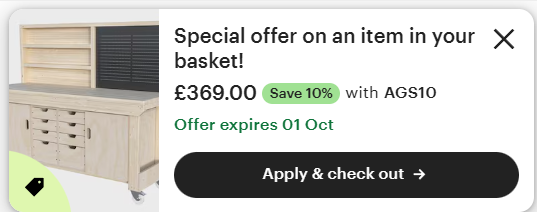 Special offer on an item in your
basket!
£369.00 Save 10% with AGS10
Offer expires 01 Oct
Apply & check out →